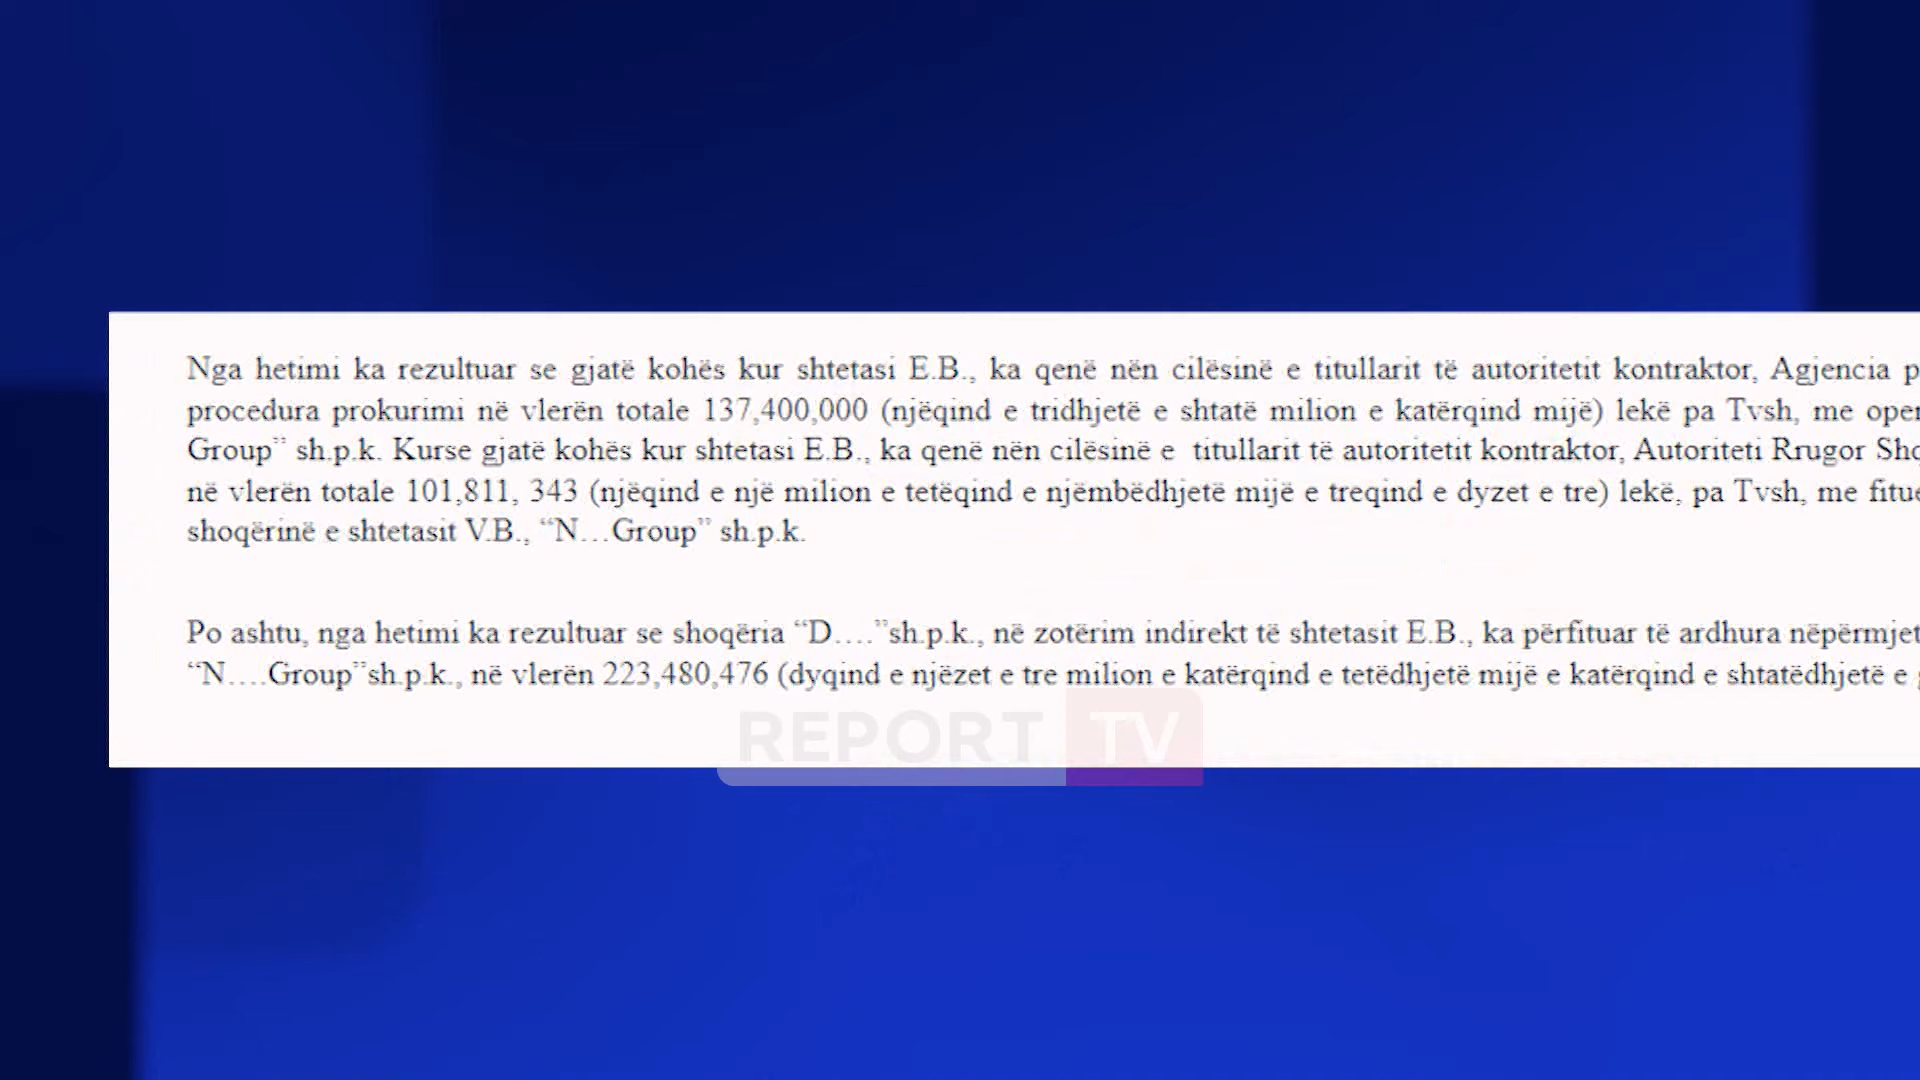 Nga hetimi ka rezultuar se gjatë kohës kur shtetasi E.B., ka qenë nën cilësinë e titullarit të autoritetit kontraktor, Agjencia
procedura prokurimi në vlerën totale 137,400,000 (njëqind e tridhjetë e shtatë milion e katërqind mijë) lekë pa Tvsh, me
Group” sh.p.k. Kurse gjatë kohës kur shtetasi E.B., ka qenë nën cilësinë e titullarit të autoritetit kontraktor, Autoriteti Rrugor
në vlerën totale 101,811, 343 (njëqind e një milion e tetëqind e njëmbëdhjetë mijë e treqind e dyzet e tre) lekë, pa Tvsh, me
shoqërinë e shtetasit V.B., “N…Group” sh.p.k.
Po ashtu, nga hetimi ka rezultuar se shoqëria “D….”sh.p.k., në zotërim indirekt të shtetasit E.B., ka përfituar të ardhura nëpërmjet
“N….Group”sh.p.k., në vlerën 223,480,476 (dyqind e njëzet e tre milion e katërqind e tetëdhjetë mijë e katërqind e shtatëdhjetë e
REPORT TV